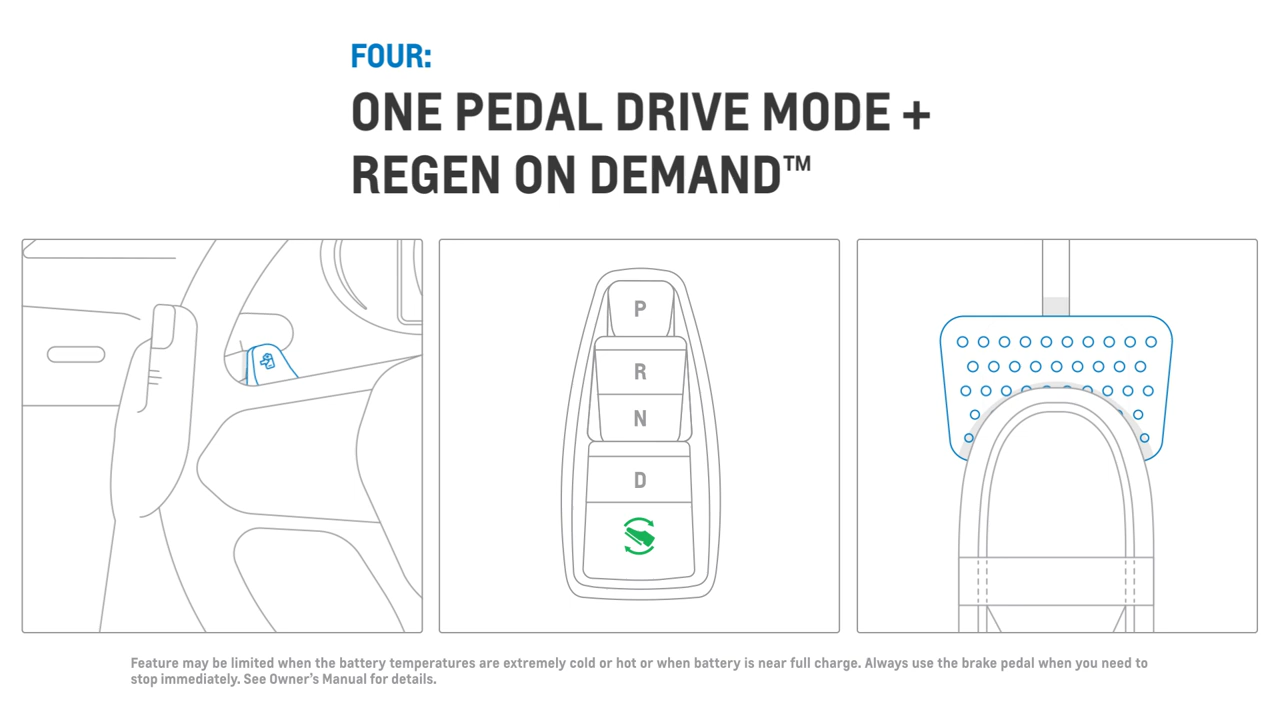 FOUR:
ONE PEDAL DRIVE MODE +
REGEN ON DEMAND™
P
R
N
D
Feature may be limited when the battery temperatures are extremely cold or hot or when battery is near full charge. Always use the brake pedal when you need to
stop immediately. See Owner's Manual for details.